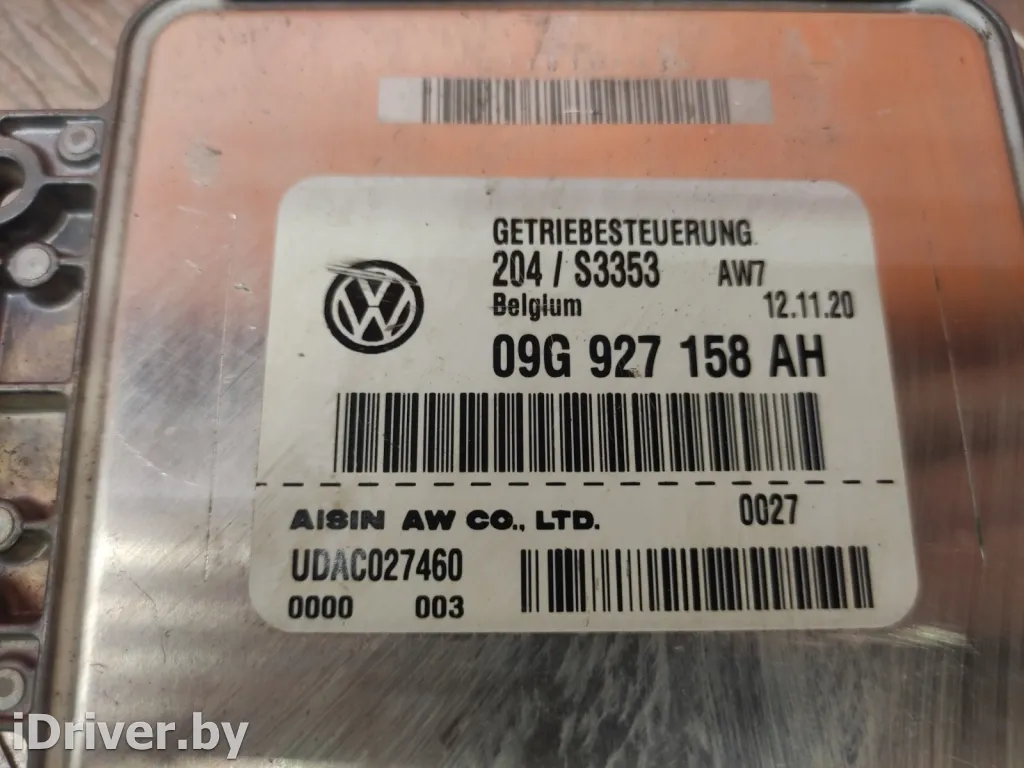 GETRIEBESTEUERUNG
204 / S3353 AW7
Belgium 12.11.20
09G 927 158 AH
AISIN AW CO., LTD. 0027
UDAC027460
0000 003
iDriver.by